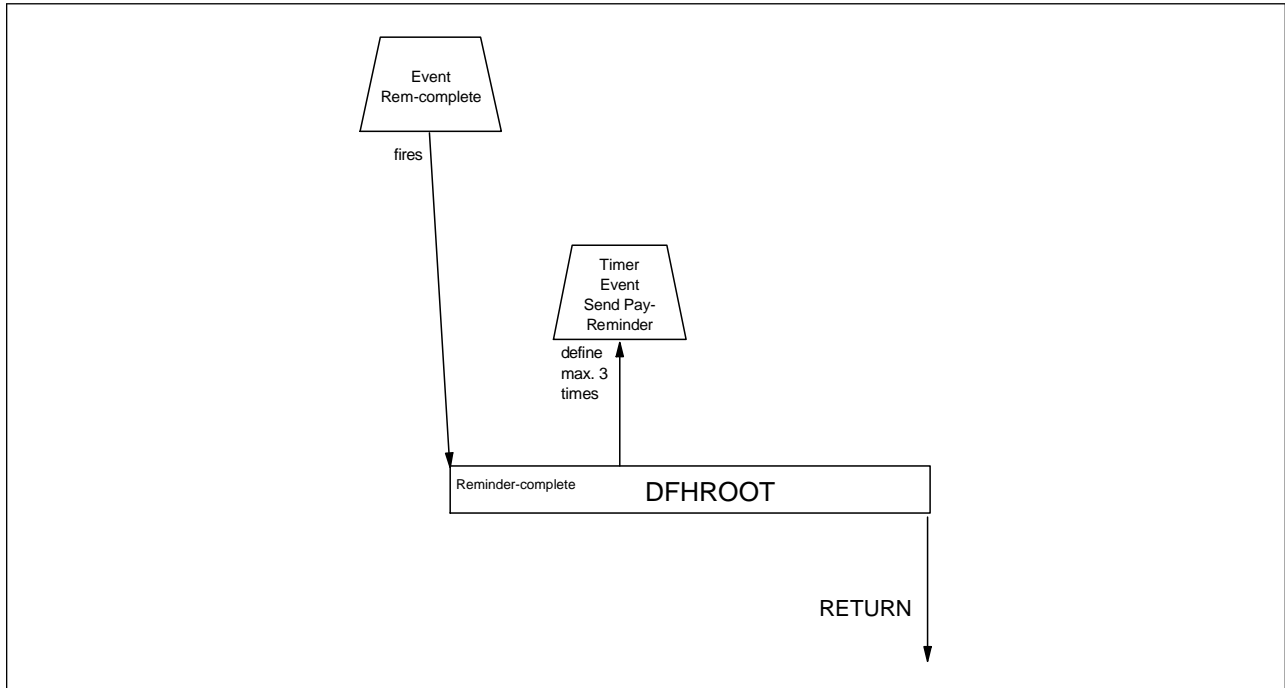 Event
Rem-complete
fires
Timer
Event
Send Pay-
Reminder
define
max. 3
times
Reminder-complete
DFHROOT
RETURN